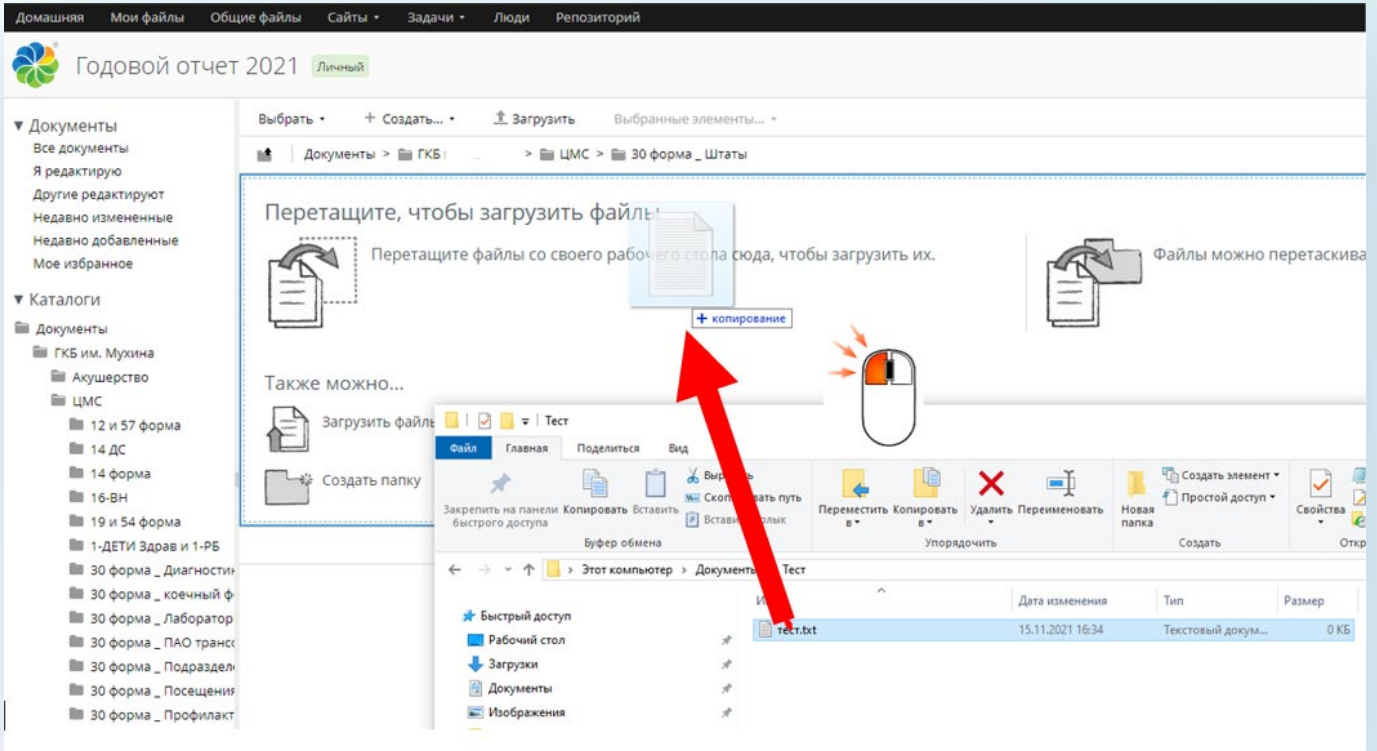 Домашняя Мои файлы Общие файлы Сайты Задачи Люди Репозиторий
Годовой отчет 2021 Личный
Документы
Все документы
Я редактирую
Другие редактируют
Недавно измененные
Недавно добавленные
Мое избранное
Каталоги
Документы
ГКБ им. Мухина
Акушерство
ЦМС
12 и 57 форма
14 ДС
14 форма
16-ВН
19 и 54 форма
1-ДЕТИ Здрав и 1-РБ
30 форма _ Диагностик
30 форма _ коечный ф
30 форма _ Лаборатор
30 форма _ ПАО трансф
30 форма _ Подраздел
30 форма _ Посещения
30 форма _ Профилакт
Выбрать + Создать... Загрузить Выбранные элементы...
Документы > ГКБ > ЦМС > 30 форма _ Штаты
Перетащите, чтобы загрузить файлы
Перетащите файлы со своего рабочего стола сюда, чтобы загрузить их.
Файлы можно перетаскива
+ копирование
Также можно...
Загрузить файлы
Создать папку
Тест
Файл Главная Поделиться Вид
Закрепить на панели быстрого доступа
Копировать
Вставить
Скопировать путь
Вставить ярлык
Буфер обмена
Переместить в
Копировать в
Удалить
Переименовать
Упорядочить
Новая папка
Создать элемент
Простой доступ
Создать
Свойства
Откр
Этот компьютер > Документы > Тест
Быстрый доступ
Рабочий стол
Загрузки
Документы
Изображения
Дата изменения Тип Размер
тест.txt 15.11.2021 16:34 Текстовый докум... 0 КБ